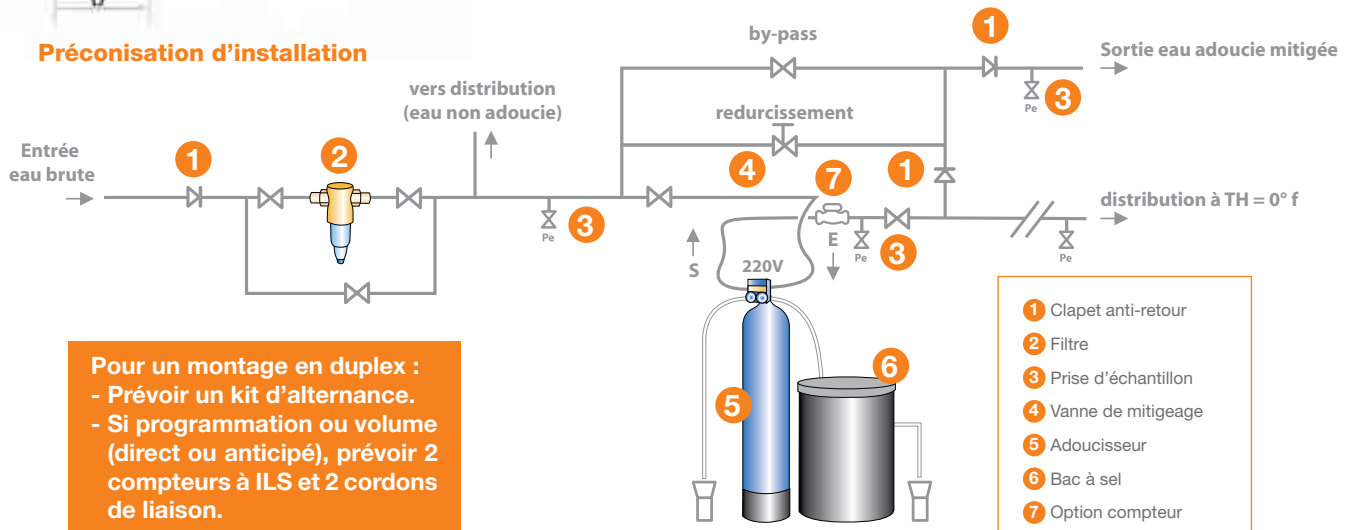 Préconisation d'installation
by-pass
1
Sortie eau adoucie mitigée
vers distribution
(eau non adoucie)
redurcissement
Pe
3
Entrée
eau brute
1
2
4
7
1
distribution à TH = 0° f
Pe
3
S
220V
E
Pe
3
Pe
5
6
Pour un montage en duplex :
- Prévoir un kit d'alternance.
- Si programmation ou volume
(direct ou anticipé), prévoir 2
compteurs à ILS et 2 cordons
de liaison.
1 Clapet anti-retour
2 Filtre
3 Prise d'échantillon
4 Vanne de mitigeage
5 Adoucisseur
6 Bac à sel
7 Option compteur